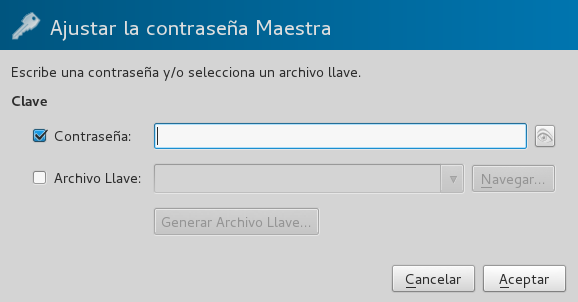 Ajustar la contraseña Maestra
Escribe una contraseña y/o selecciona un archivo llave.
Clave
Contraseña:
Archivo Llave: Navegar...
Generar Archivo Llave...
Cancelar Aceptar